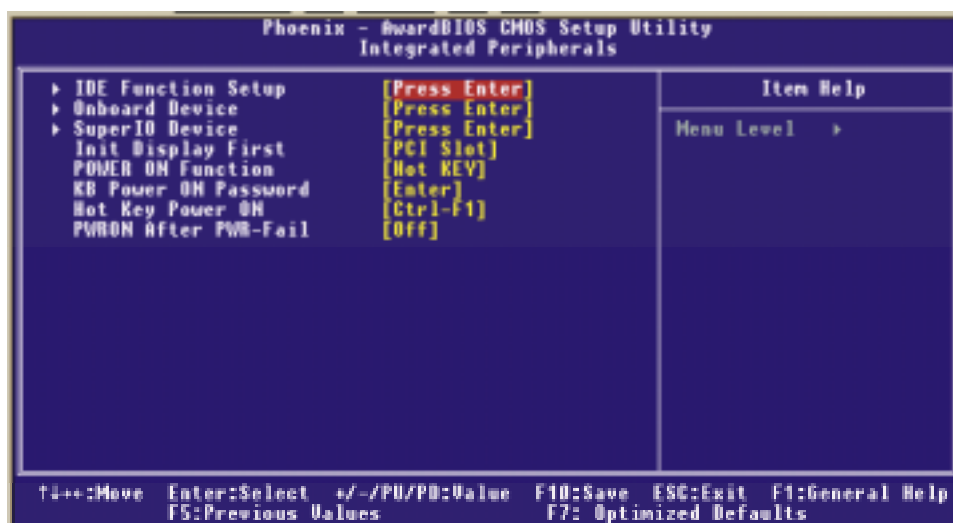 Phoenix - AwardBIOS CMOS Setup Utility
Integrated Peripherals
▸ IDE Function Setup [Press Enter]
▸ Onboard Device [Press Enter]
▸ SuperIO Device [Press Enter]
Init Display First [PCI Slot]
POWER ON Function [Hot KEY]
KB Power ON Password [Enter]
Hot Key Power ON [Ctrl-F1]
PWRON After PWR-Fail [Off]
Item Help
Menu Level ▸
↑↓→←:Move Enter:Select +/-/PU/PD:Value F10:Save ESC:Exit F1:General Help
F5:Previous Values F7: Optimized Defaults